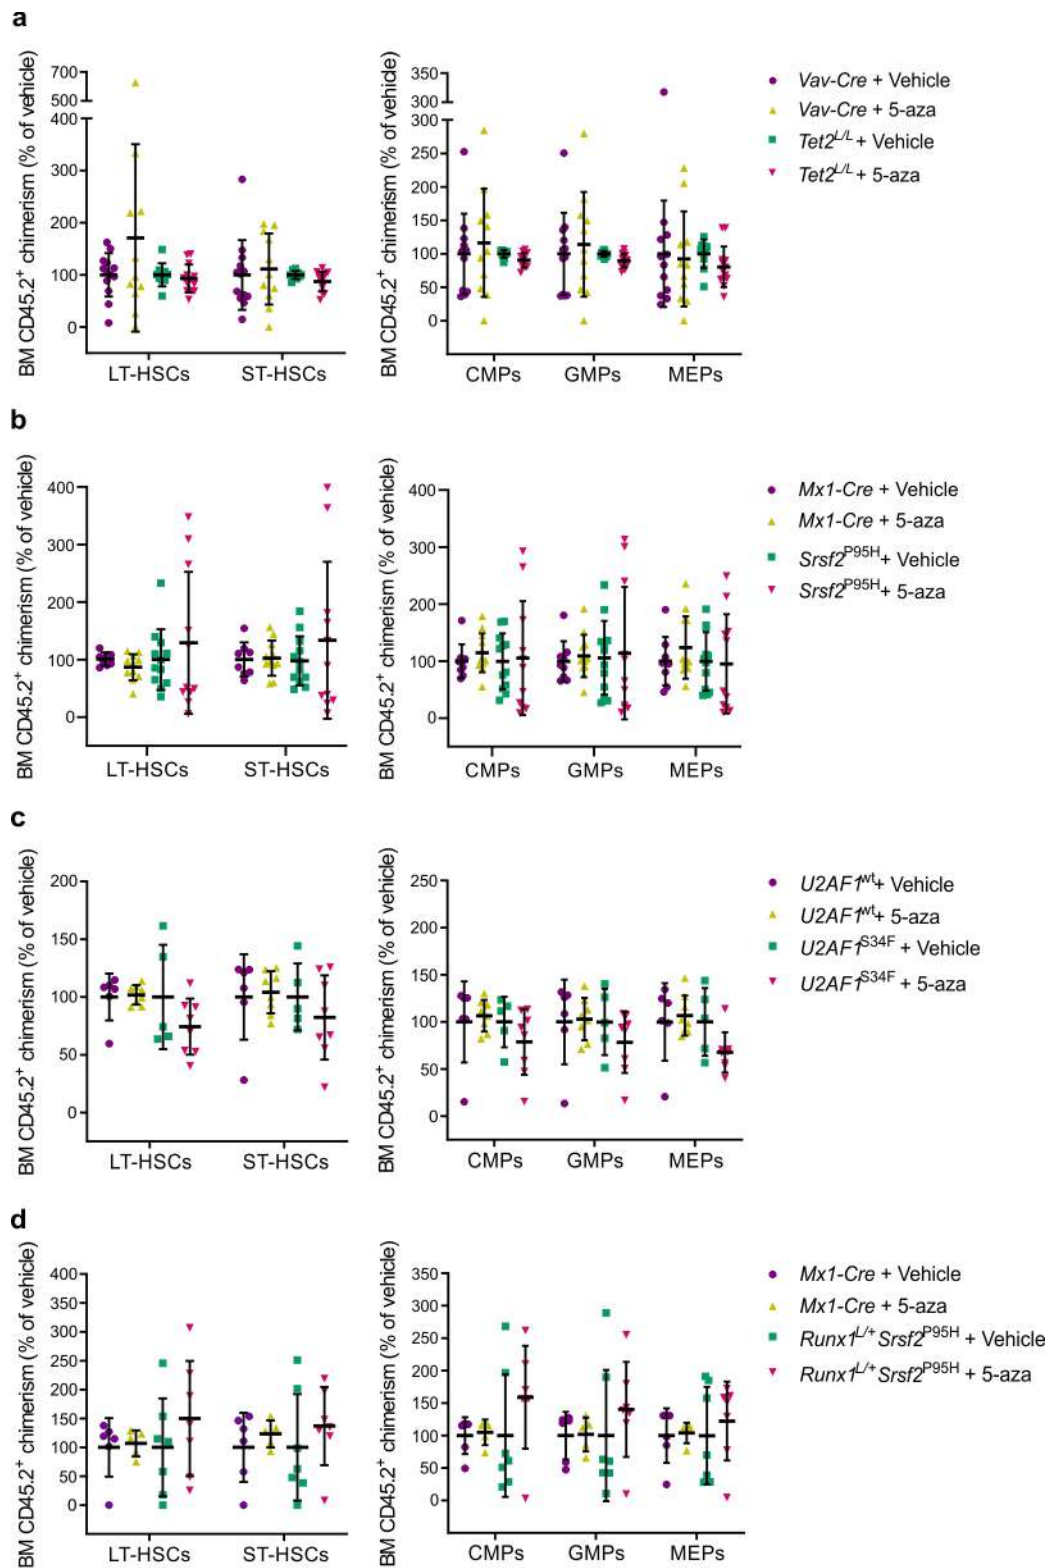 a
BM CD45.2⁺ chimerism (% of vehicle)
700
500
400
300
200
100
0
LT-HSCs
ST-HSCs
BM CD45.2⁺ chimerism (% of vehicle)
350
300
250
200
150
100
50
0
CMPs
GMPs
MEPs
Vav-Cre + Vehicle
Vav-Cre + 5-aza
Tet2ᴸ/ᴸ + Vehicle
Tet2ᴸ/ᴸ + 5-aza
b
BM CD45.2⁺ chimerism (% of vehicle)
400
300
200
100
0
LT-HSCs
ST-HSCs
BM CD45.2⁺ chimerism (% of vehicle)
400
300
200
100
0
CMPs
GMPs
MEPs
Mx1-Cre + Vehicle
Mx1-Cre + 5-aza
Srsf2ᴾ⁹⁵ᴴ+ Vehicle
Srsf2ᴾ⁹⁵ᴴ+ 5-aza
c
BM CD45.2⁺ chimerism (% of vehicle)
200
150
100
50
0
LT-HSCs
ST-HSCs
BM CD45.2⁺ chimerism (% of vehicle)
250
200
150
100
50
0
CMPs
GMPs
MEPs
U2AF1ʷᵗ+ Vehicle
U2AF1ʷᵗ+ 5-aza
U2AF1ˢ³⁴ᶠ + Vehicle
U2AF1ˢ³⁴ᶠ + 5-aza
d
BM CD45.2⁺ chimerism (% of vehicle)
400
350
300
250
200
150
100
50
0
LT-HSCs
ST-HSCs
BM CD45.2⁺ chimerism (% of vehicle)
350
300
250
200
150
100
50
0
CMPs
GMPs
MEPs
Mx1-Cre + Vehicle
Mx1-Cre + 5-aza
Runx1ᴸ/⁺ Srsf2ᴾ⁹⁵ᴴ + Vehicle
Runx1ᴸ/⁺ Srsf2ᴾ⁹⁵ᴴ + 5-aza